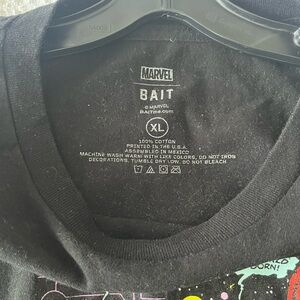 MARVEL
BAIT
© MARVEL
BAITme.com
XL
100% COTTON
PRINTED IN THE U.S.A.
ASSEMBLED IN MEXICO
MACHINE WASH WARM WITH LIKE COLORS, DO NOT IRON
DECORATIONS, TUMBLE DRY LOW, DO NOT BLEACH
BORN!